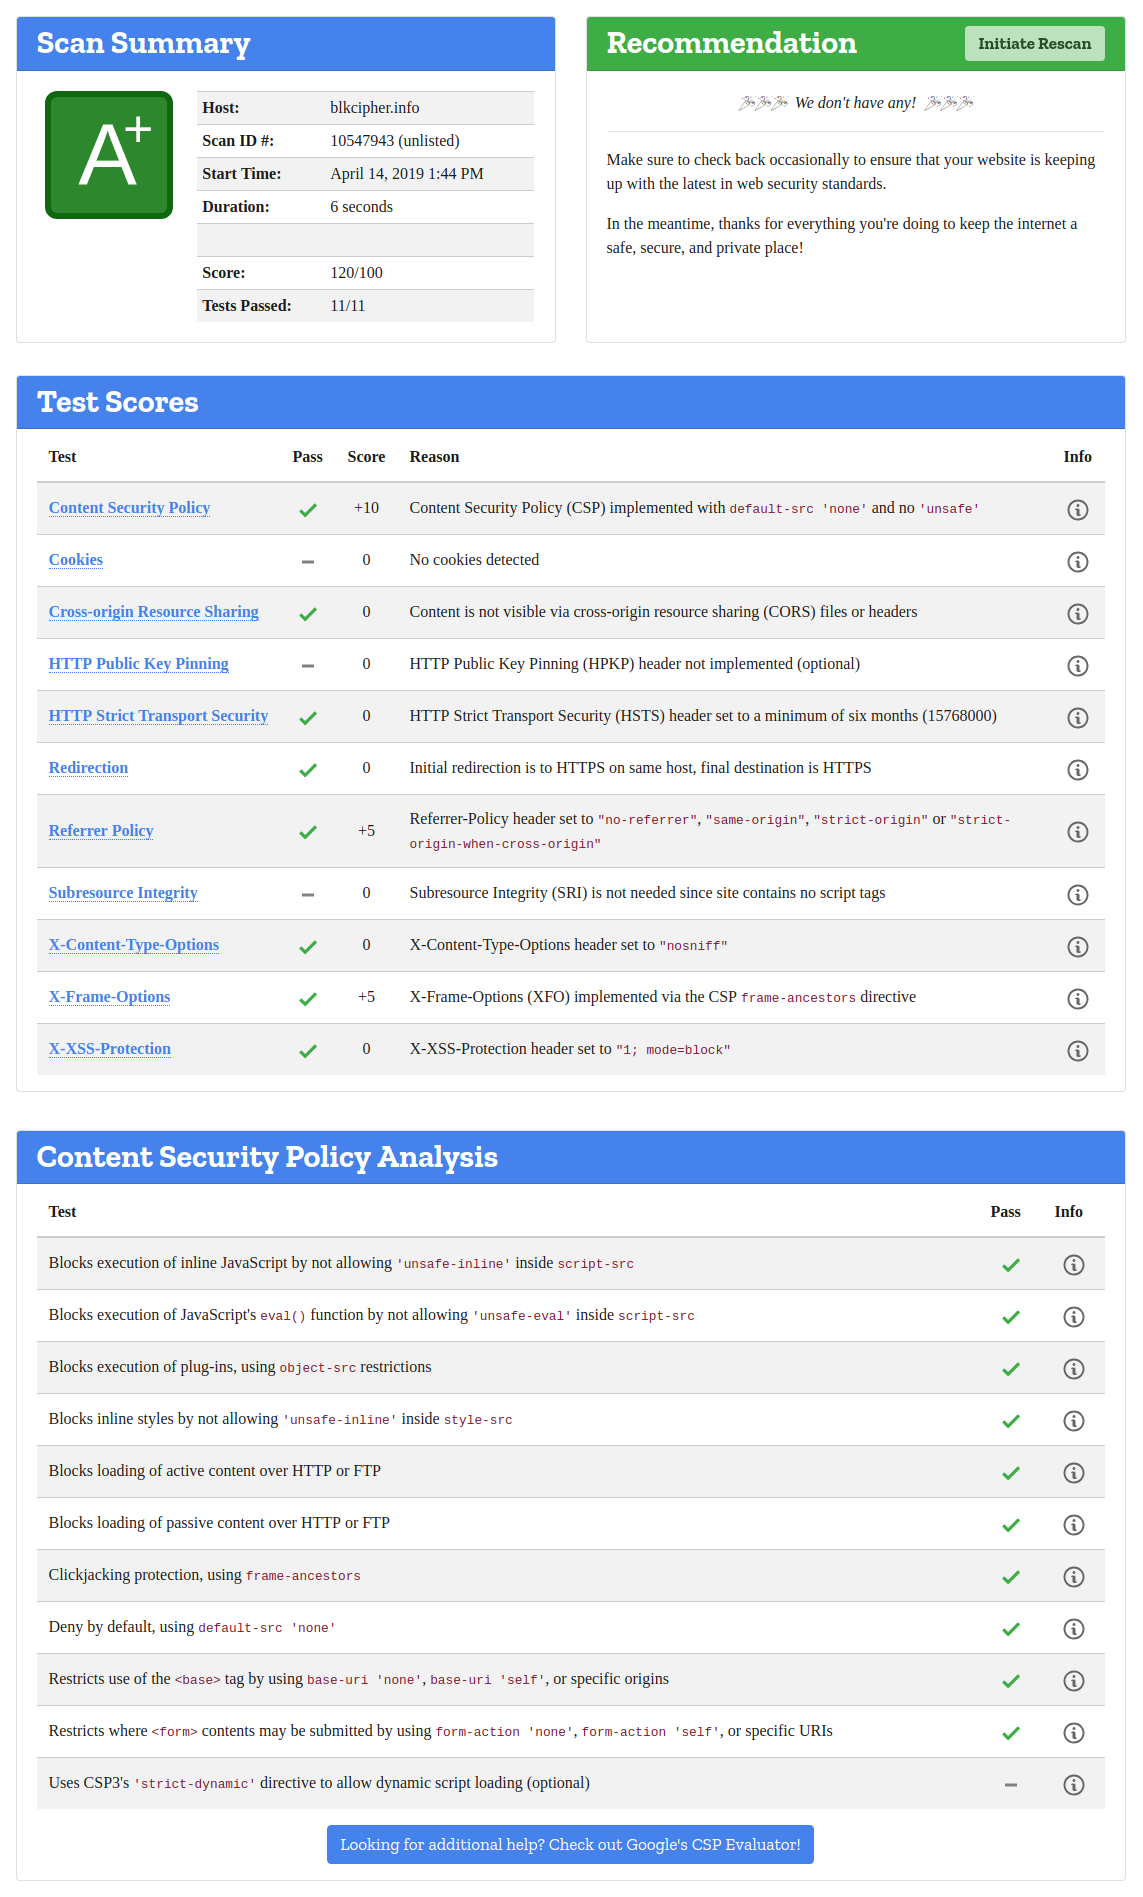 Scan Summary
A+
Host: blkcipher.info
Scan ID #: 10547943 (unlisted)
Start Time: April 14, 2019 1:44 PM
Duration: 6 seconds
Score: 120/100
Tests Passed: 11/11
Recommendation
Initiate Rescan
We don't have any!
Make sure to check back occasionally to ensure that your website is keeping
up with the latest in web security standards.
In the meantime, thanks for everything you're doing to keep the internet a
safe, secure, and private place!
Test Scores
Test Pass Score Reason Info
Content Security Policy +10 Content Security Policy (CSP) implemented with default-src 'none' and no 'unsafe'
Cookies 0 No cookies detected
Cross-origin Resource Sharing 0 Content is not visible via cross-origin resource sharing (CORS) files or headers
HTTP Public Key Pinning 0 HTTP Public Key Pinning (HPKP) header not implemented (optional)
HTTP Strict Transport Security 0 HTTP Strict Transport Security (HSTS) header set to a minimum of six months (15768000)
Redirection 0 Initial redirection is to HTTPS on same host, final destination is HTTPS
Referrer Policy +5 Referrer-Policy header set to "no-referrer", "same-origin", "strict-origin" or "strict-
origin-when-cross-origin"
Subresource Integrity 0 Subresource Integrity (SRI) is not needed since site contains no script tags
X-Content-Type-Options 0 X-Content-Type-Options header set to "nosniff"
X-Frame-Options +5 X-Frame-Options (XFO) implemented via the CSP frame-ancestors directive
X-XSS-Protection 0 X-XSS-Protection header set to "1; mode=block"
Content Security Policy Analysis
Test Pass Info
Blocks execution of inline JavaScript by not allowing 'unsafe-inline' inside script-src
Blocks execution of JavaScript's eval() function by not allowing 'unsafe-eval' inside script-src
Blocks execution of plug-ins, using object-src restrictions
Blocks inline styles by not allowing 'unsafe-inline' inside style-src
Blocks loading of active content over HTTP or FTP
Blocks loading of passive content over HTTP or FTP
Clickjacking protection, using frame-ancestors
Deny by default, using default-src 'none'
Restricts use of the <base> tag by using base-uri 'none', base-uri 'self', or specific origins
Restricts where <form> contents may be submitted by using form-action 'none', form-action 'self', or specific URIs
Uses CSP3's 'strict-dynamic' directive to allow dynamic script loading (optional)
Looking for additional help? Check out Google's CSP Evaluator!